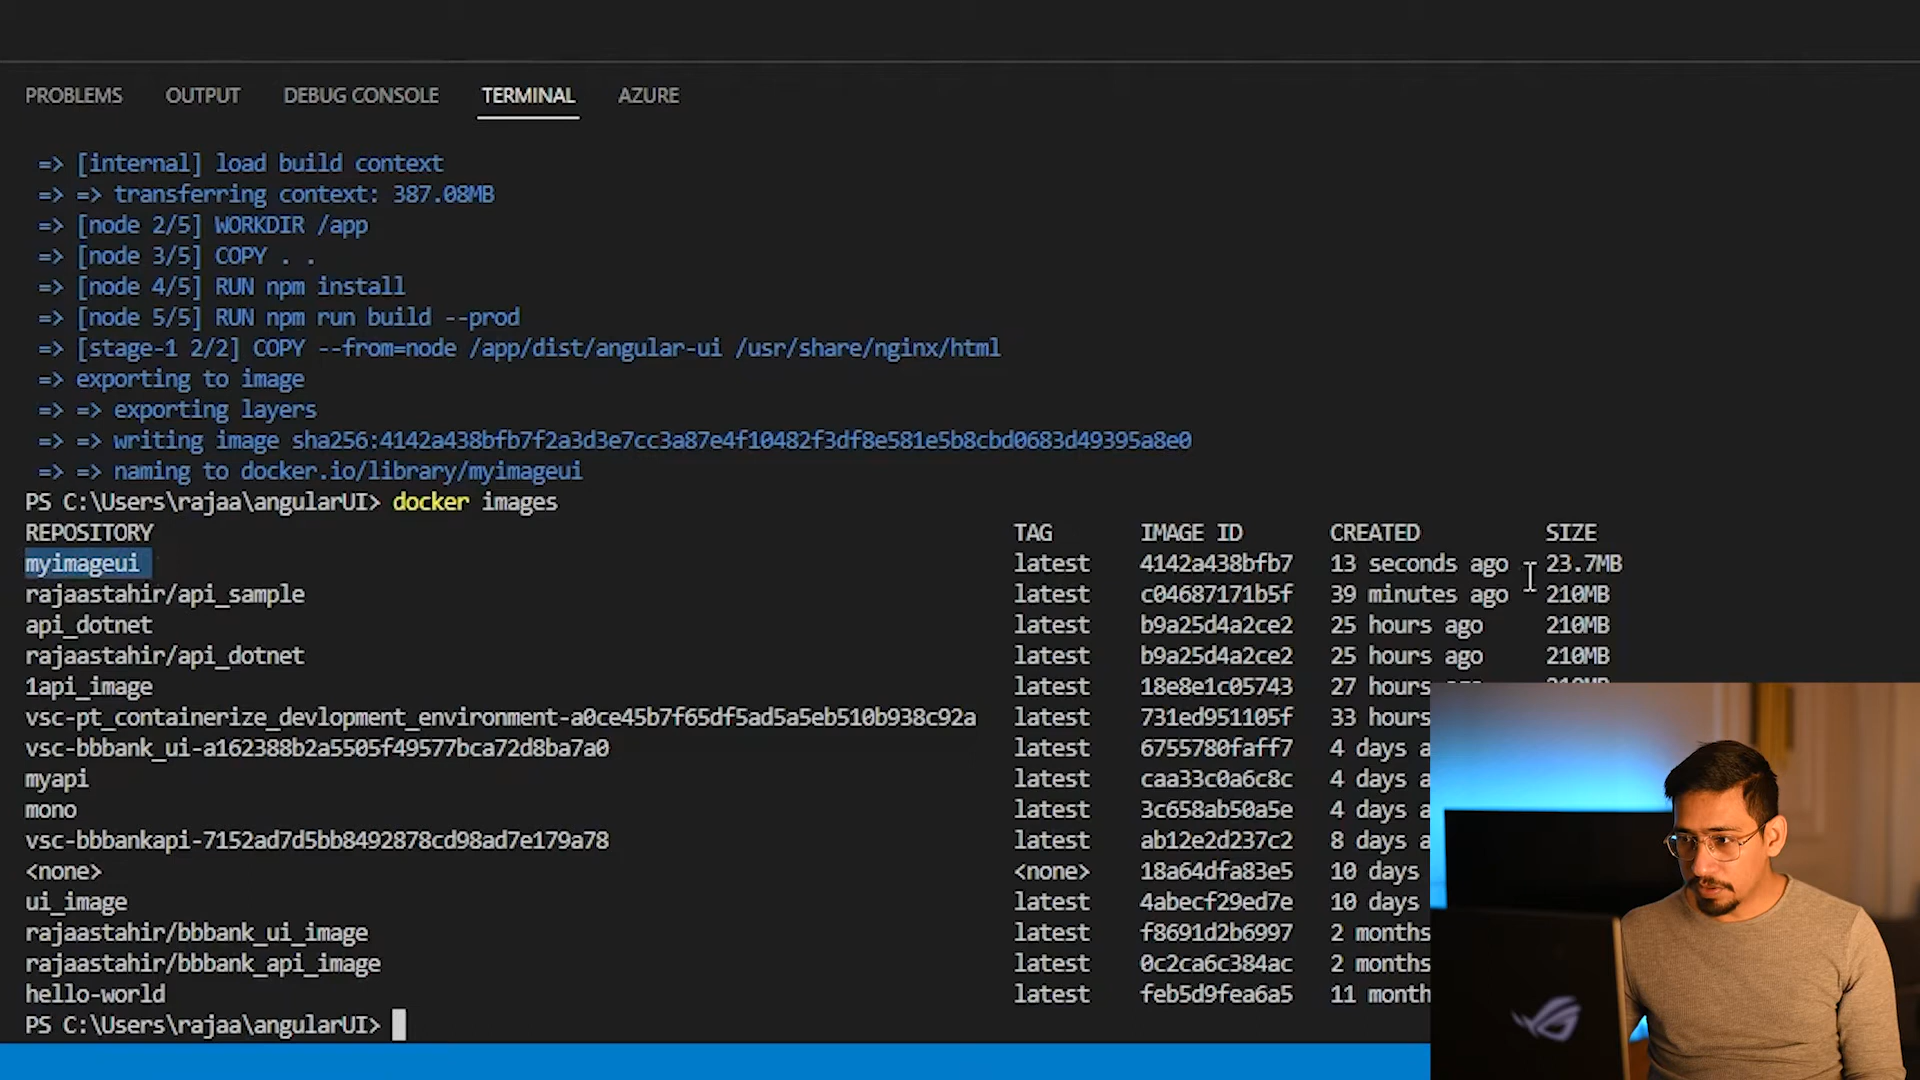 PROBLEMS OUTPUT DEBUG CONSOLE TERMINAL AZURE
=> [internal] load build context
=> => transferring context: 387.08MB
=> [node 2/5] WORKDIR /app
=> [node 3/5] COPY . .
=> [node 4/5] RUN npm install
=> [node 5/5] RUN npm run build --prod
=> [stage-1 2/2] COPY --from=node /app/dist/angular-ui /usr/share/nginx/html
=> exporting to image
=> => exporting layers
=> => writing image sha256:4142a438bfb7f2a3d3e7cc3a87e4f10482f3df8e581e5b8cbd0683d49395a8e0
=> => naming to docker.io/library/myimageui
PS C:\Users\rajaa\angularUI> docker images
REPOSITORY TAG IMAGE ID CREATED SIZE
myimageui latest 4142a438bfb7 13 seconds ago 23.7MB
rajaastahir/api_sample latest c04687171b5f 39 minutes ago 210MB
api_dotnet latest b9a25d4a2ce2 25 hours ago 210MB
rajaastahir/api_dotnet latest b9a25d4a2ce2 25 hours ago 210MB
1api_image latest 18e8e1c05743 27 hours
vsc-pt_containerize_devlopment_environment-a0ce45b7f65df5ad5a5eb510b938c92a latest 731ed951105f 33 hours
vsc-bbbank_ui-a162388b2a5505f49577bca72d8ba7a0 latest 6755780faff7 4 days a
myapi latest caa33c0a6c8c 4 days a
mono latest 3c658ab50a5e 4 days a
vsc-bbbankapi-7152ad7d5bb8492878cd98ad7e179a78 latest ab12e2d237c2 8 days a
<none> <none> 18a64dfa83e5 10 days
ui_image latest 4abecf29ed7e 10 days
rajaastahir/bbbank_ui_image latest f8691d2b6997 2 months
rajaastahir/bbbank_api_image latest 0c2ca6c384ac 2 months
hello-world latest feb5d9fea6a5 11 month
PS C:\Users\rajaa\angularUI>